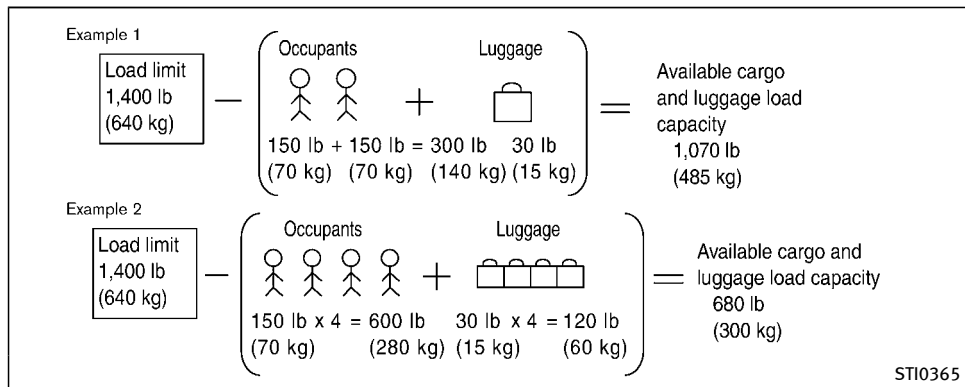 Example 1
Load limit
1,400 lb
(640 kg)
Occupants
Luggage
150 lb + 150 lb = 300 lb 30 lb
(70 kg) (70 kg) (140 kg) (15 kg)
Available cargo
and luggage load
capacity
1,070 lb
(485 kg)
Example 2
Load limit
1,400 lb
(640 kg)
Occupants
Luggage
150 lb x 4 = 600 lb 30 lb x 4 = 120 lb
(70 kg) (280 kg) (15 kg) (60 kg)
Available cargo and
luggage load capacity
680 lb
(300 kg)
STI0365